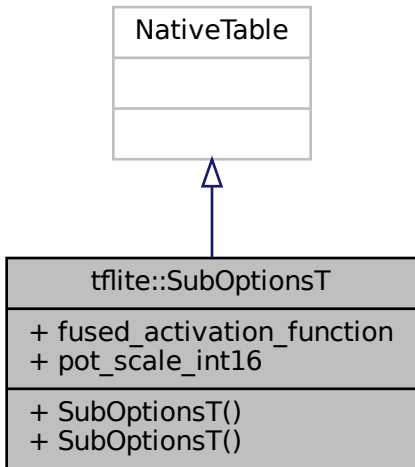 NativeTable
tflite::SubOptionsT
+ fused_activation_function
+ pot_scale_int16
+ SubOptionsT()
+ SubOptionsT()